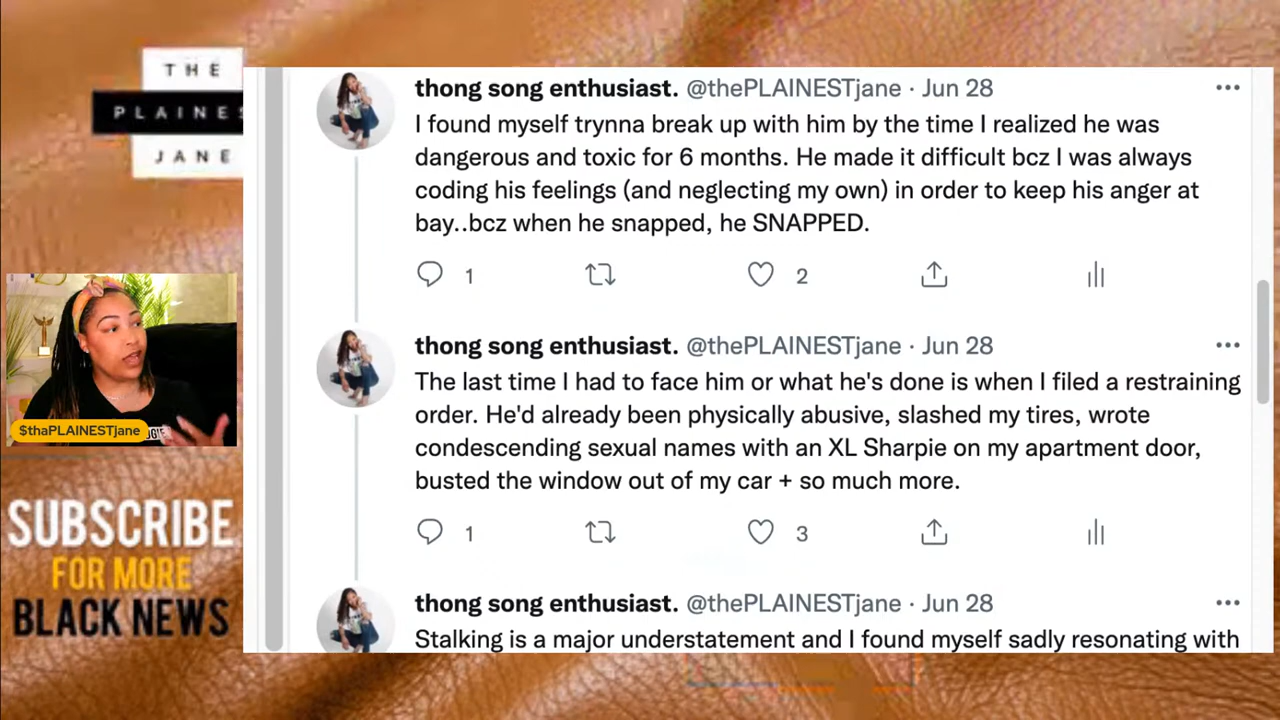 THE
PLAINES
JANE
thong song enthusiast. @thePLAINESTjane · Jun 28
I found myself trynna break up with him by the time I realized he was
dangerous and toxic for 6 months. He made it difficult bcz I was always
coding his feelings (and neglecting my own) in order to keep his anger at
bay..bcz when he snapped, he SNAPPED.
1 2
thong song enthusiast. @thePLAINESTjane · Jun 28
The last time I had to face him or what he's done is when I filed a restraining
order. He'd already been physically abusive, slashed my tires, wrote
condescending sexual names with an XL Sharpie on my apartment door,
busted the window out of my car + so much more.
1 3
thong song enthusiast. @thePLAINESTjane · Jun 28
Stalking is a major understatement and I found myself sadly resonating with
$thaPLAINESTjane
SUBSCRIBE
FOR MORE
BLACK NEWS